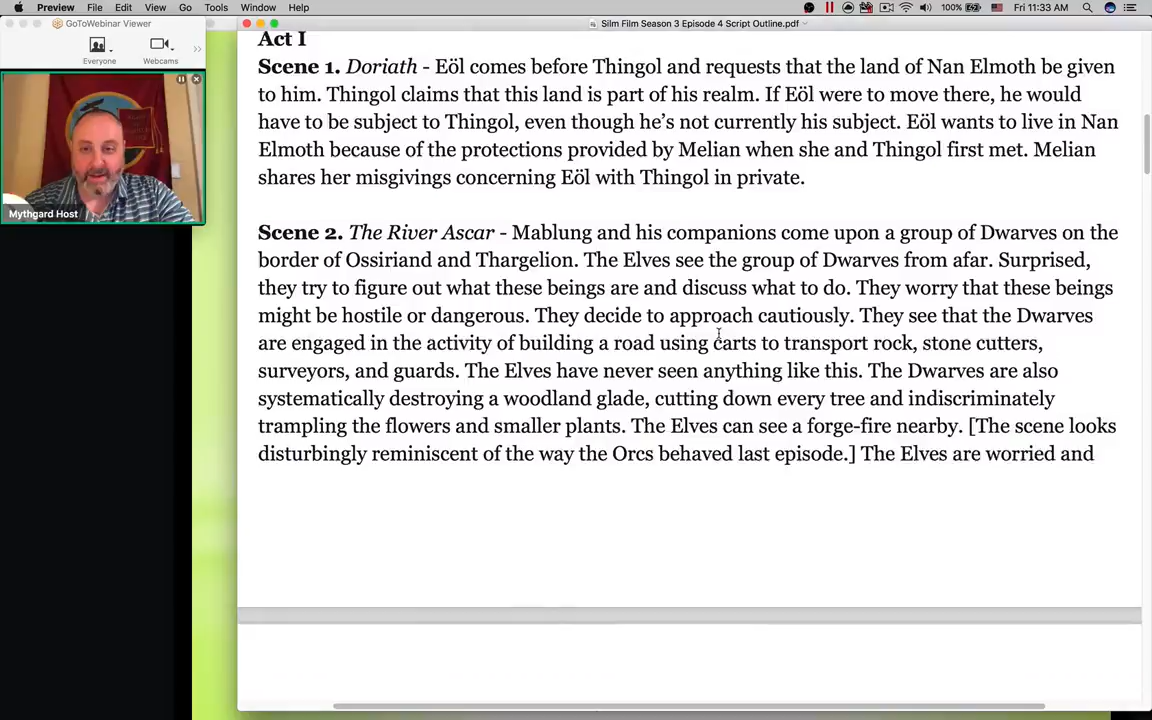 Preview File Edit View Go Tools Window Help
100% Fri 11:33 AM
GoToWebinar Viewer
Everyone Webcams
Mythgard Host
Silm Film Season 3 Episode 4 Script Outline.pdf
Act I
Scene 1. Doriath - Eöl comes before Thingol and requests that the land of Nan Elmoth be given
to him. Thingol claims that this land is part of his realm. If Eöl were to move there, he would
have to be subject to Thingol, even though he’s not currently his subject. Eöl wants to live in Nan
Elmoth because of the protections provided by Melian when she and Thingol first met. Melian
shares her misgivings concerning Eöl with Thingol in private.
Scene 2. The River Ascar - Mablung and his companions come upon a group of Dwarves on the
border of Ossiriand and Thargelion. The Elves see the group of Dwarves from afar. Surprised,
they try to figure out what these beings are and discuss what to do. They worry that these beings
might be hostile or dangerous. They decide to approach cautiously. They see that the Dwarves
are engaged in the activity of building a road using carts to transport rock, stone cutters,
surveyors, and guards. The Elves have never seen anything like this. The Dwarves are also
systematically destroying a woodland glade, cutting down every tree and indiscriminately
trampling the flowers and smaller plants. The Elves can see a forge-fire nearby. [The scene looks
disturbingly reminiscent of the way the Orcs behaved last episode.] The Elves are worried and